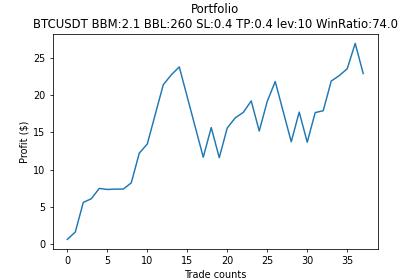 Portfolio
BTCUSDT BBM:2.1 BBL:260 SL:0.4 TP:0.4 lev:10 WinRatio:74.0
25
20
15
10
5
0
Profit ($)
0 5 10 15 20 25 30 35
Trade counts